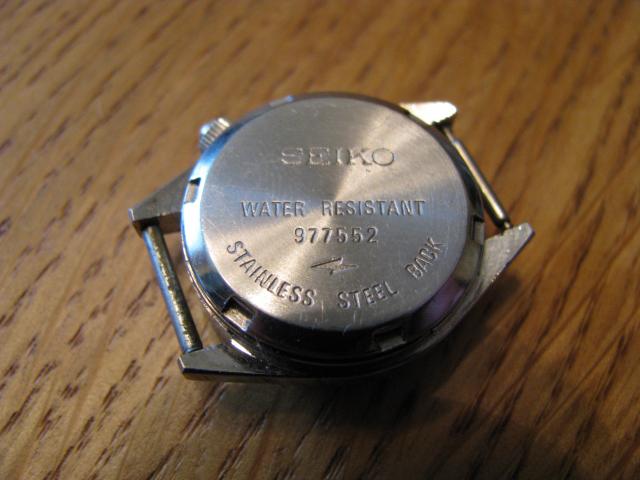 SEIKO
WATER RESISTANT
977552
STAINLESS STEEL BACK